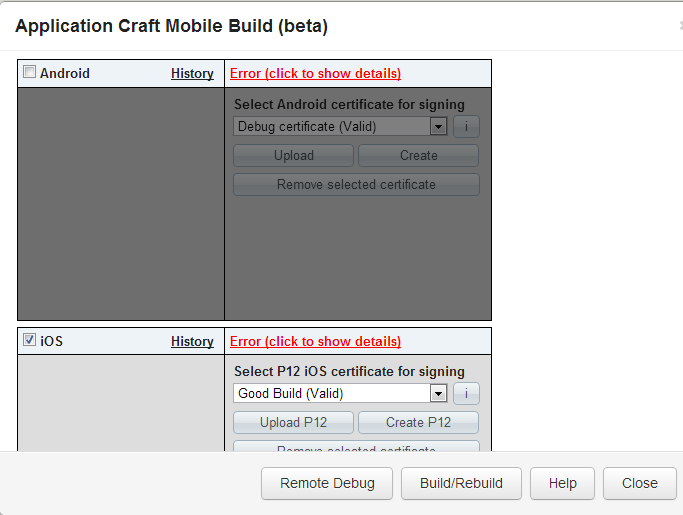 Application Craft Mobile Build (beta)
Android History Error (click to show details)
Select Android certificate for signing
Debug certificate (Valid) i
Upload Create
Remove selected certificate
iOS History Error (click to show details)
Select P12 iOS certificate for signing
Good Build (Valid) i
Upload P12 Create P12
Remove selected certificate
Remote Debug Build/Rebuild Help Close